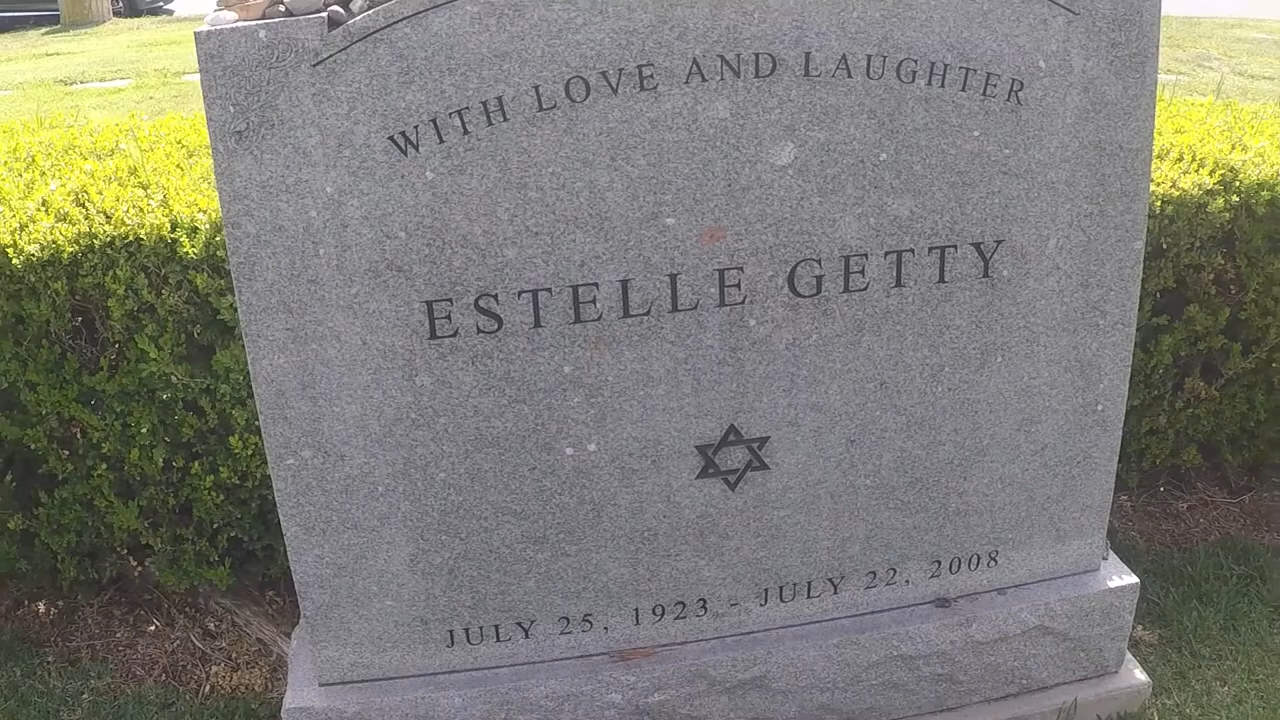 WITH LOVE AND LAUGHTER
ESTELLE GETTY
JULY 25, 1923 - JULY 22, 2008